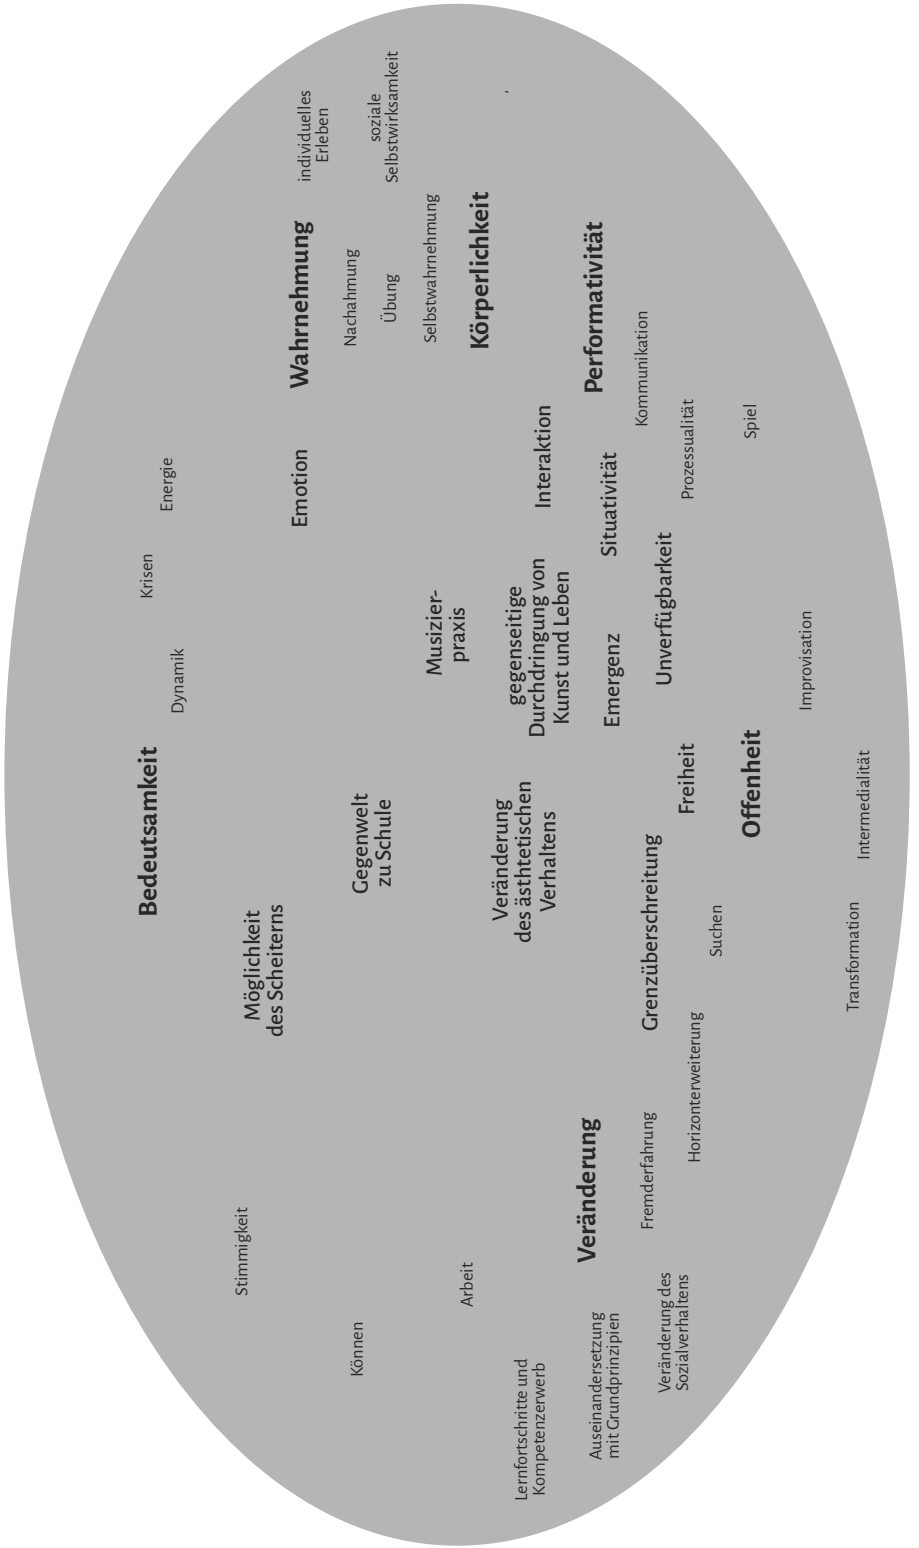 Bedeutsamkeit
Krisen
Dynamik
Energie
Stimmigkeit
Möglichkeit
des Scheiterns
Emotion
Wahrnehmung
individuelles
Erleben
Können
Gegenwelt
zu Schule
Nachahmung
Übung
soziale
Selbstwirksamkeit
Musizier-
praxis
Selbstwahrnehmung
Arbeit
Körperlichkeit
Veränderung
des ästhtetischen
Verhaltens
gegenseitige
Durchdringung von
Kunst und Leben
Interaktion
Lernfortschritte und
Kompetenzerwerb
Veränderung
Emergenz
Situativität
Performativität
Auseinandersetzung
mit Grundprinzipien
Fremderfahrung
Grenzüberschreitung
Unverfügbarkeit
Kommunikation
Veränderung des
Sozialverhaltens
Horizonterweiterung
Freiheit
Prozessualität
Suchen
Offenheit
Spiel
Improvisation
Transformation
Intermedialität